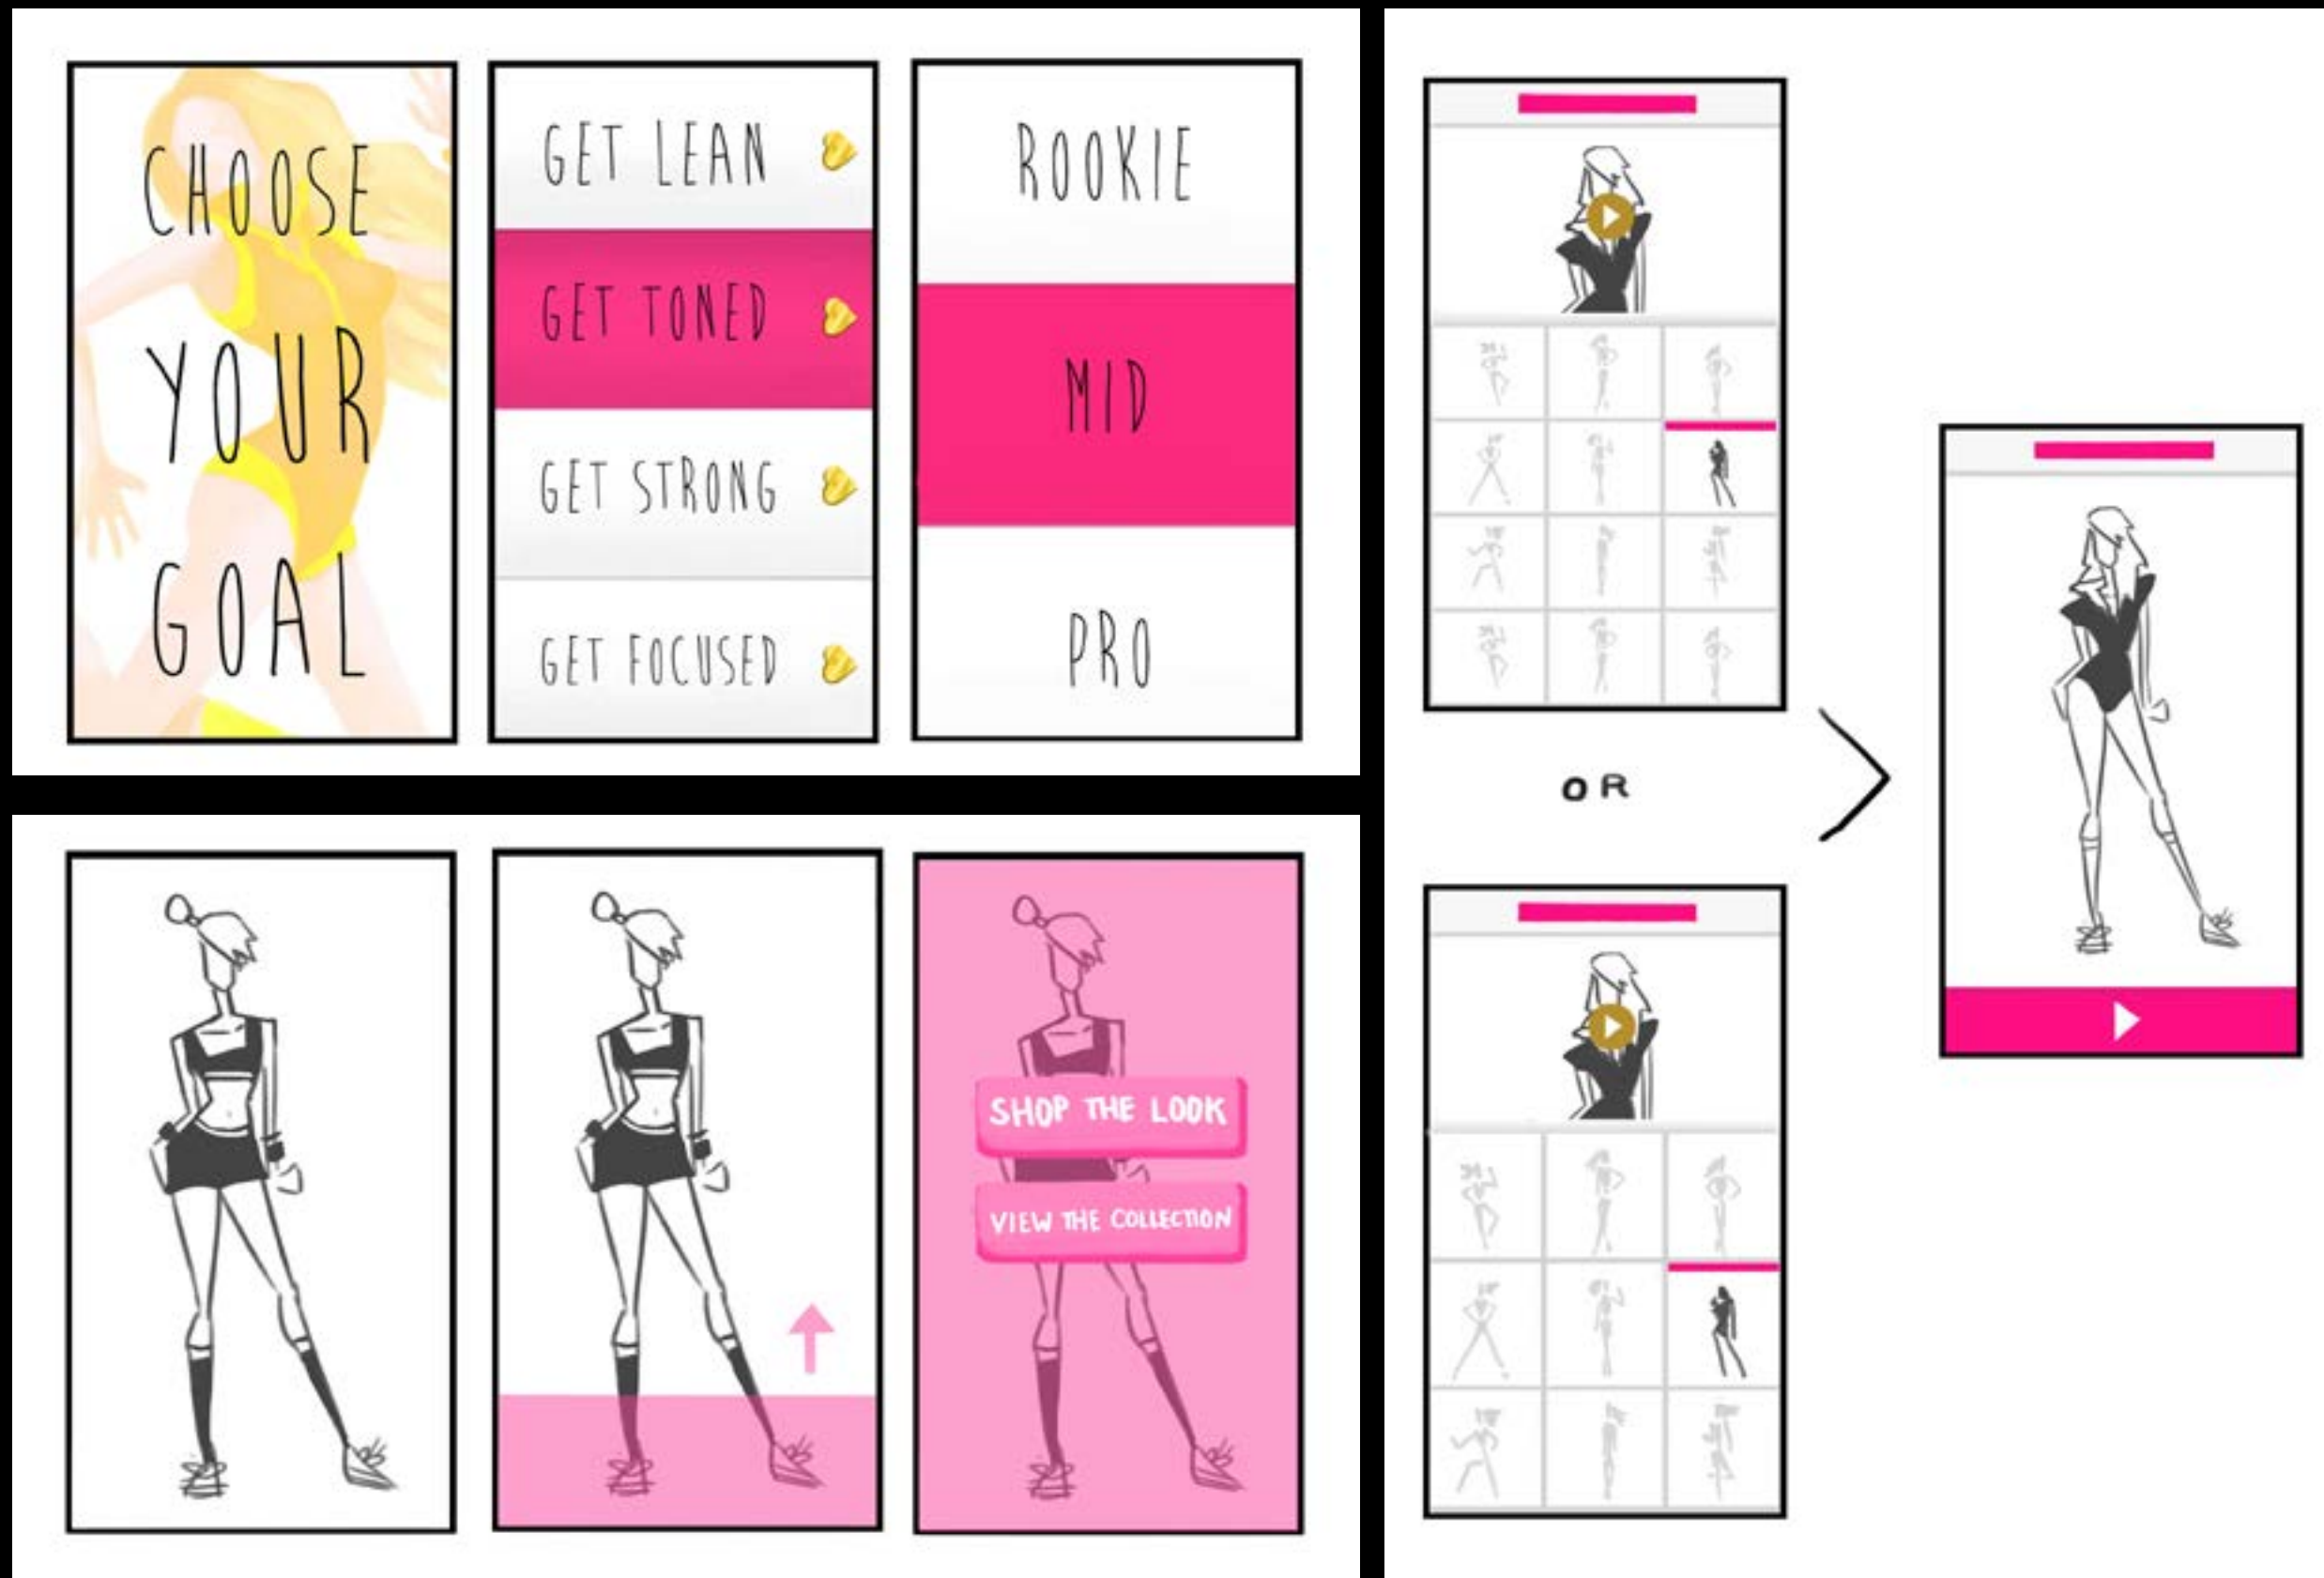 CHOOSE
YOUR
GOAL
GET LEAN
GET TONED
GET STRONG
GET FOCUSED
ROOKIE
MID
PRO
SHOP THE LOOK
VIEW THE COLLECTION
OR